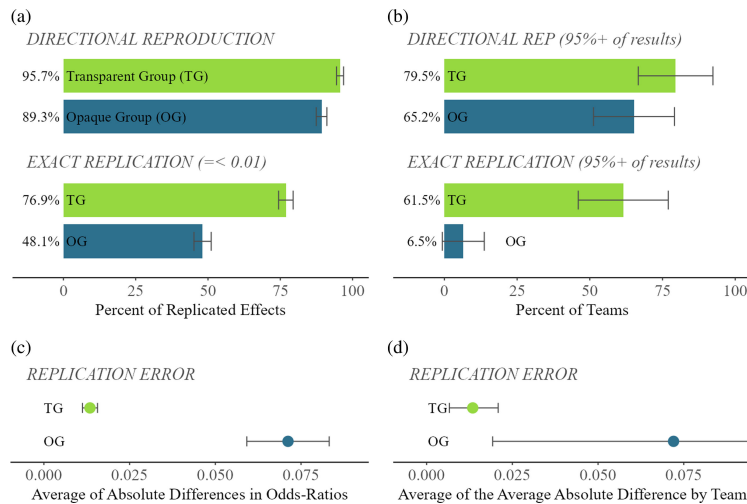 (a)
DIRECTIONAL REPRODUCTION
95.7% Transparent Group (TG)
89.3% Opaque Group (OG)
EXACT REPLICATION (=< 0.01)
76.9% TG
48.1% OG
0 25 50 75 100
Percent of Replicated Effects
(b)
DIRECTIONAL REP (95%+ of results)
79.5% TG
65.2% OG
EXACT REPLICATION (95%+ of results)
61.5% TG
6.5% OG
0 25 50 75 100
Percent of Teams
(c)
REPLICATION ERROR
TG
OG
0.000 0.025 0.050 0.075
Average of Absolute Differences in Odds-Ratios
(d)
REPLICATION ERROR
TG
OG
0.000 0.025 0.050 0.075
Average of the Average Absolute Difference by Team